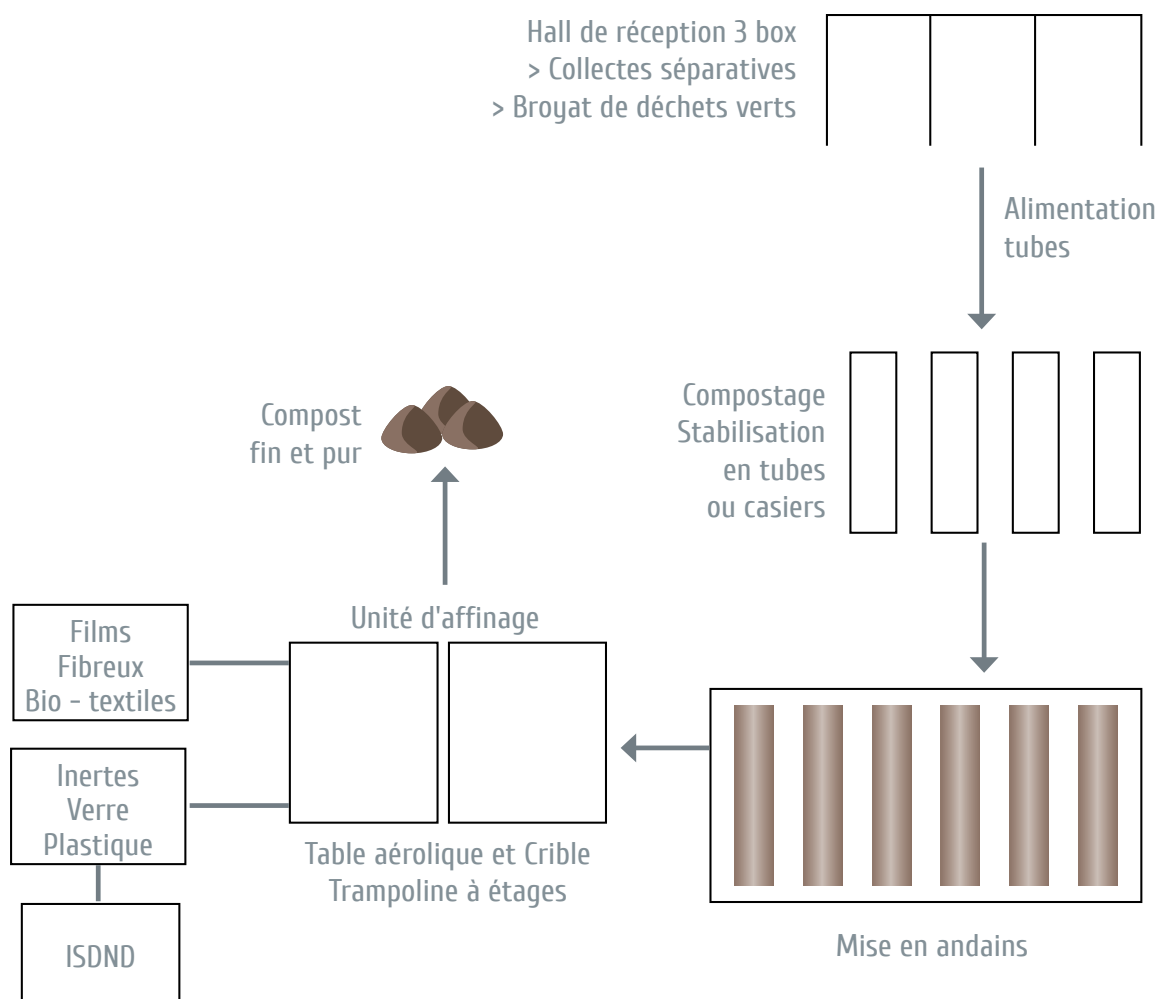 Hall de réception 3 box
> Collectes séparatives
> Broyat de déchets verts
Alimentation
tubes
Compostage
Stabilisation
en tubes
ou casiers
Compost
fin et pur
Unité d'affinage
Films
Fibreux
Bio - textiles
Inertes
Verre
Plastique
Table aérolique et Crible
Trampoline à étages
Mise en andains
ISDND